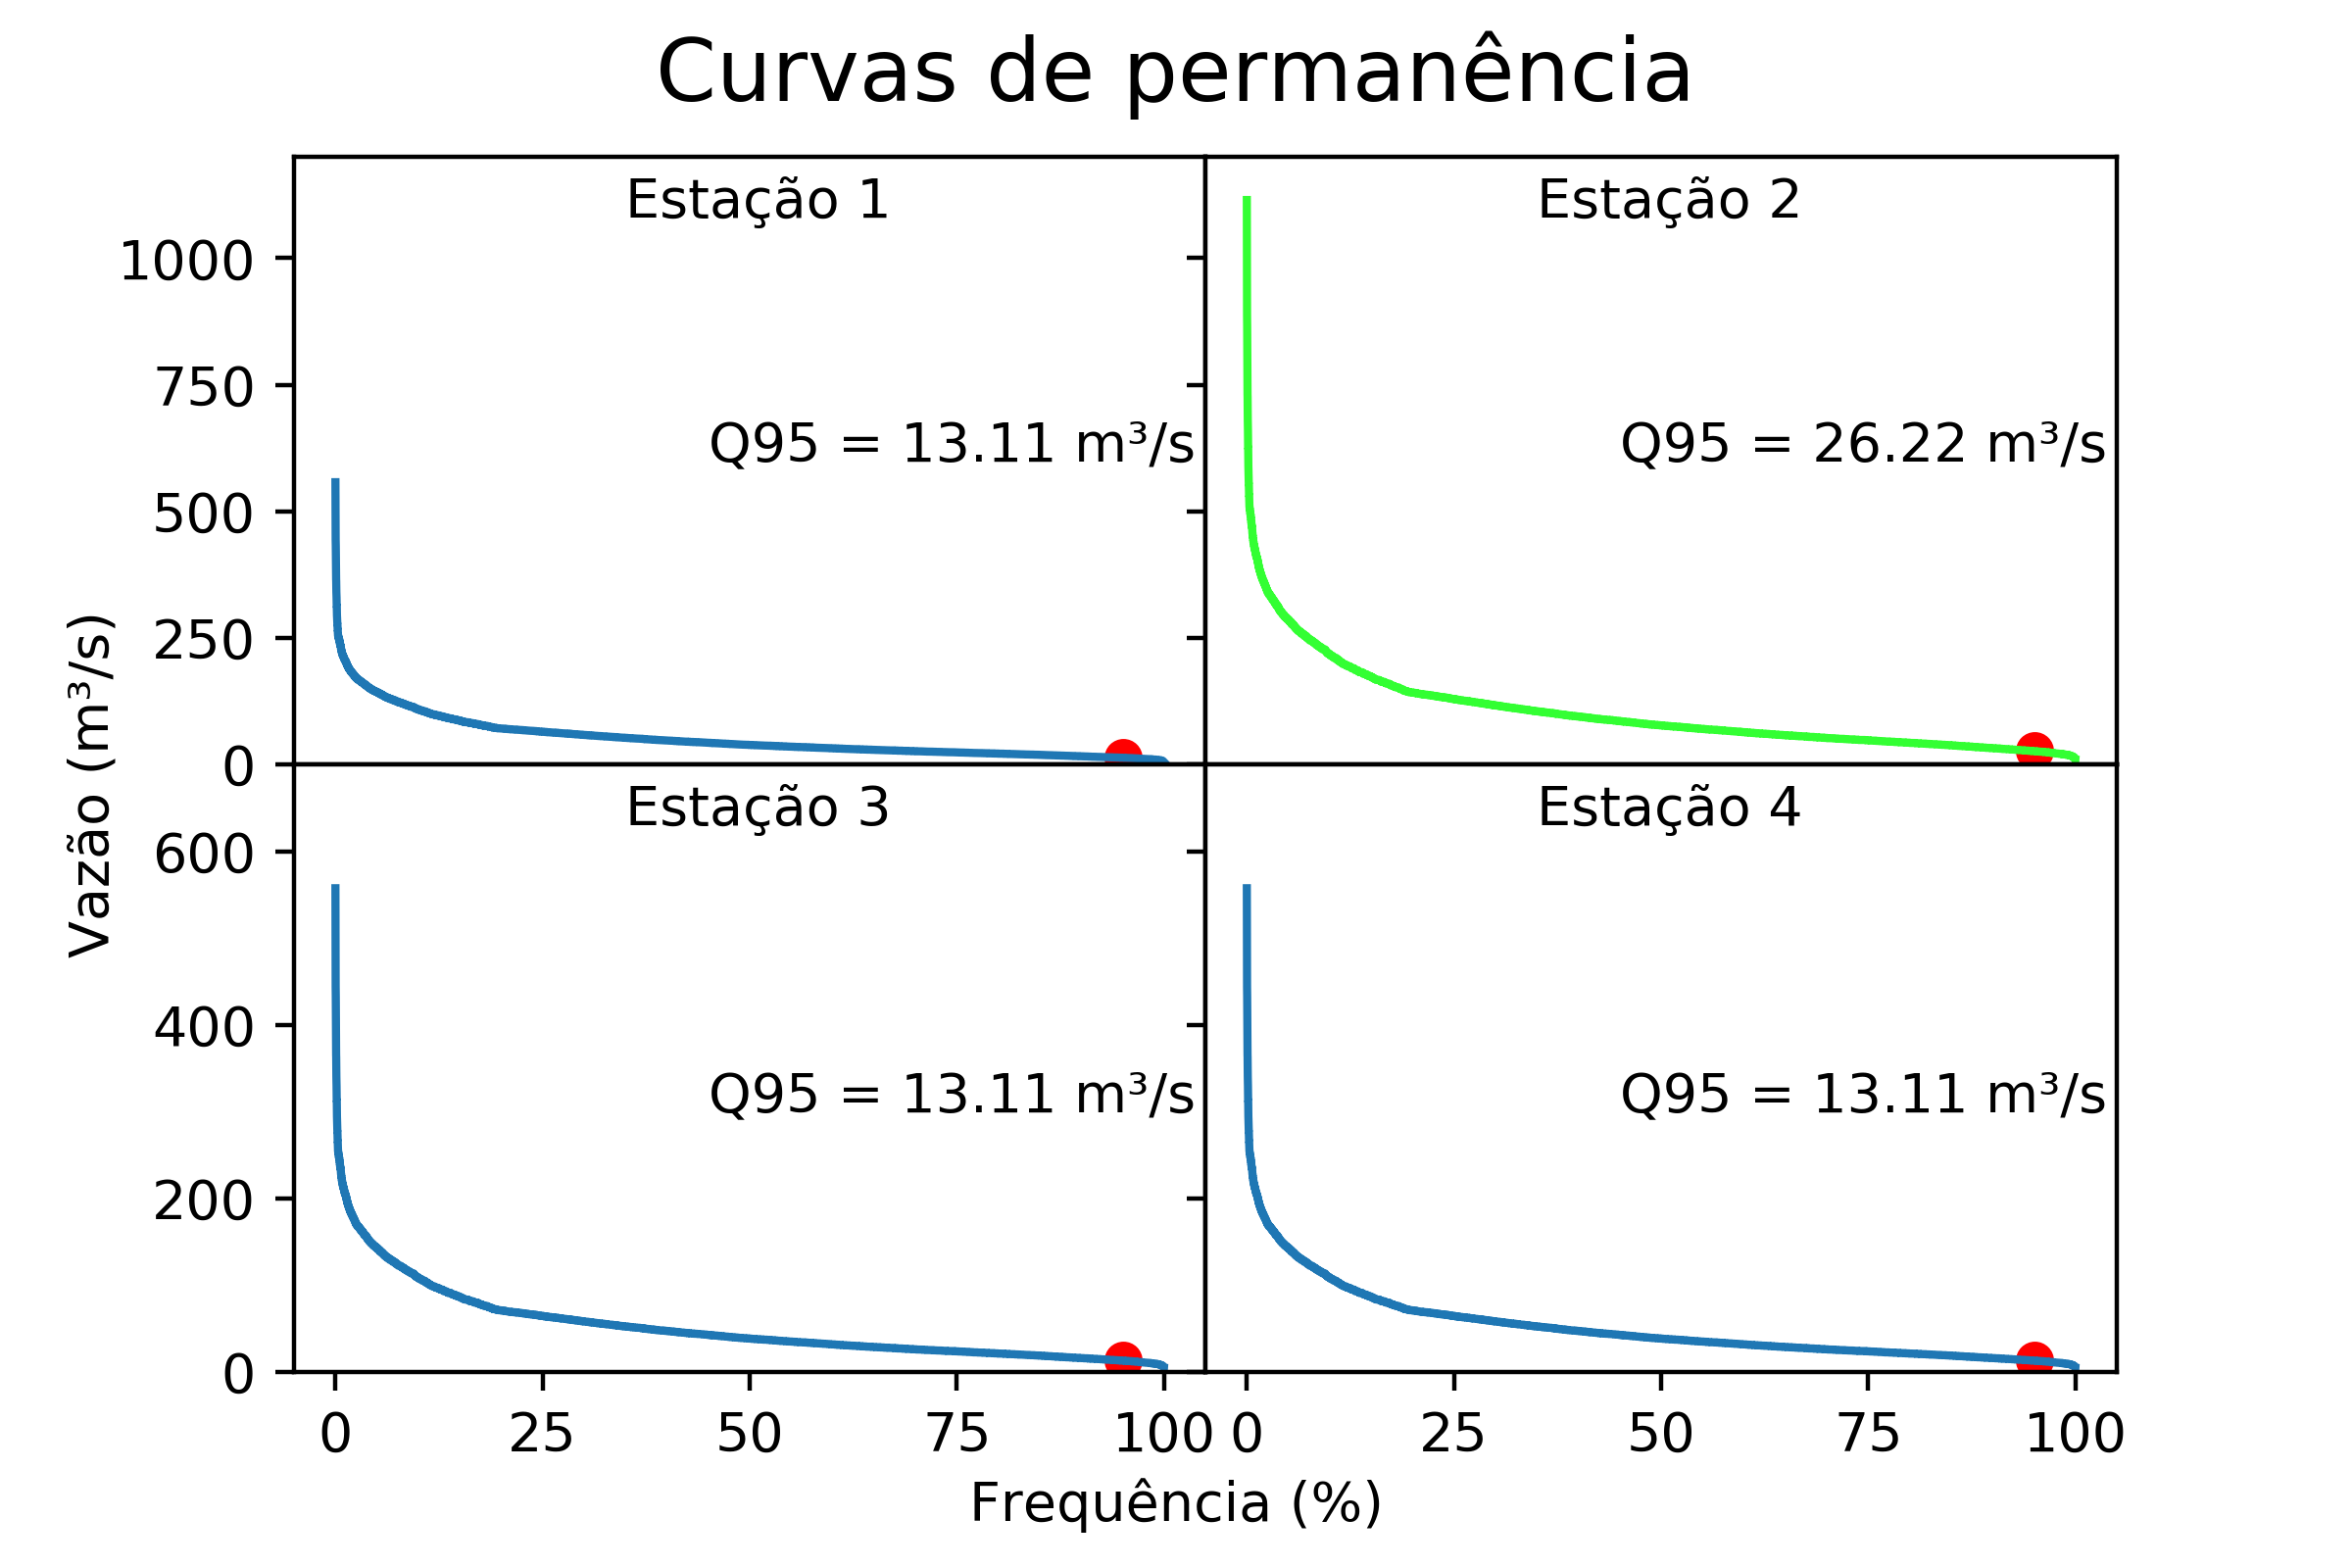 Curvas de permanência
Vazão (m³/s)
Estação 1
1000
750
500
250
0
Q95 = 13.11 m³/s
Estação 2
Q95 = 26.22 m³/s
Estação 3
600
400
200
0
Q95 = 13.11 m³/s
Estação 4
Q95 = 13.11 m³/s
0 25 50 75 100 0 25 50 75 100
Frequência (%)